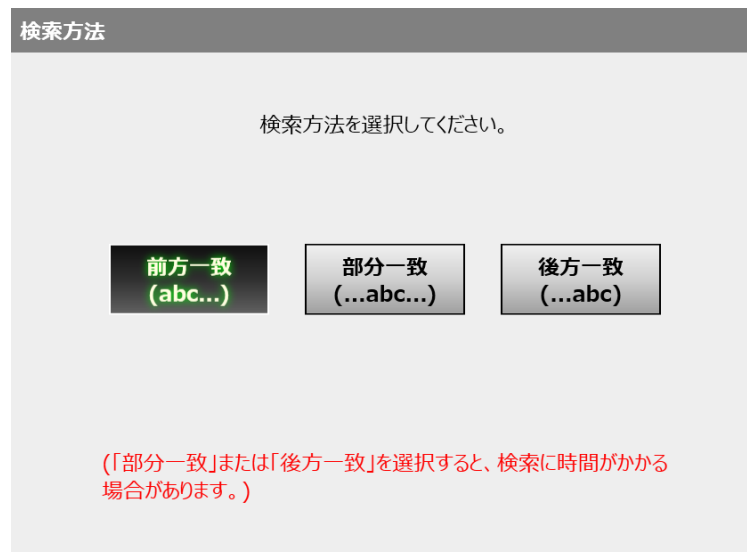 検索方法
検索方法を選択してください。
前方一致
(abc...)
部分一致
(...abc...)
後方一致
(...abc)
(「部分一致」または「後方一致」を選択すると、検索に時間がかかる
場合があります。)